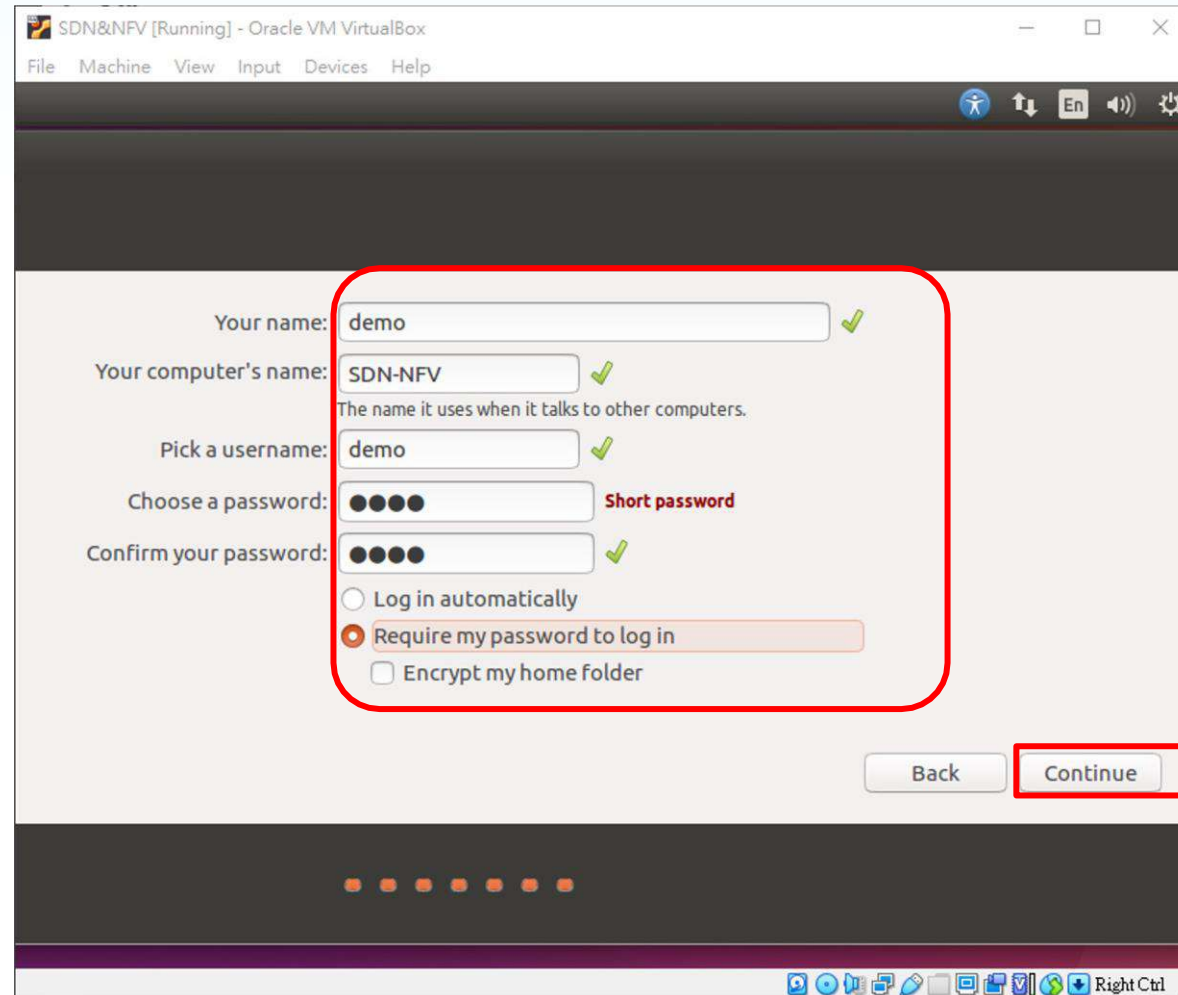 SDN&NFV [Running] - Oracle VM VirtualBox
File Machine View Input Devices Help
En
Your name: demo
Your computer's name: SDN-NFV
The name it uses when it talks to other computers.
Pick a username: demo
Choose a password: ●●●● Short password
Confirm your password: ●●●●
Log in automatically
Require my password to log in
Encrypt my home folder
Back Continue
Right Ctrl